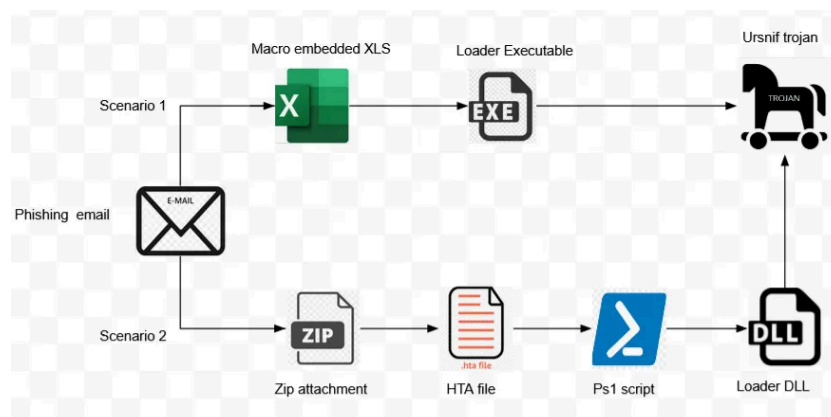 Macro embedded XLS
Loader Executable
Ursnif trojan
Scenario 1
X
EXE
TROJAN
E-MAIL
Phishing email
Scenario 2
ZIP
.hta file
DLL
Zip attachment
HTA file
Ps1 script
Loader DLL